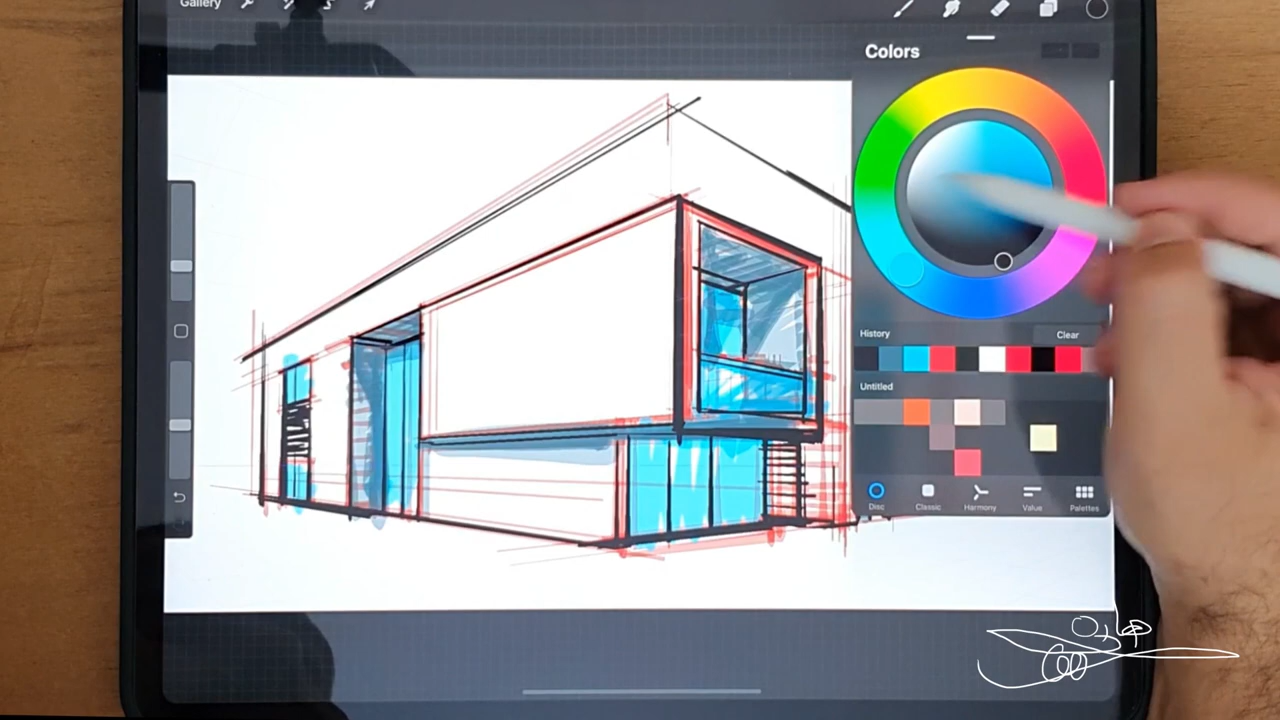 Gallery
Colors
History Clear
Untitled
Disc Classic Harmony Value Palettes